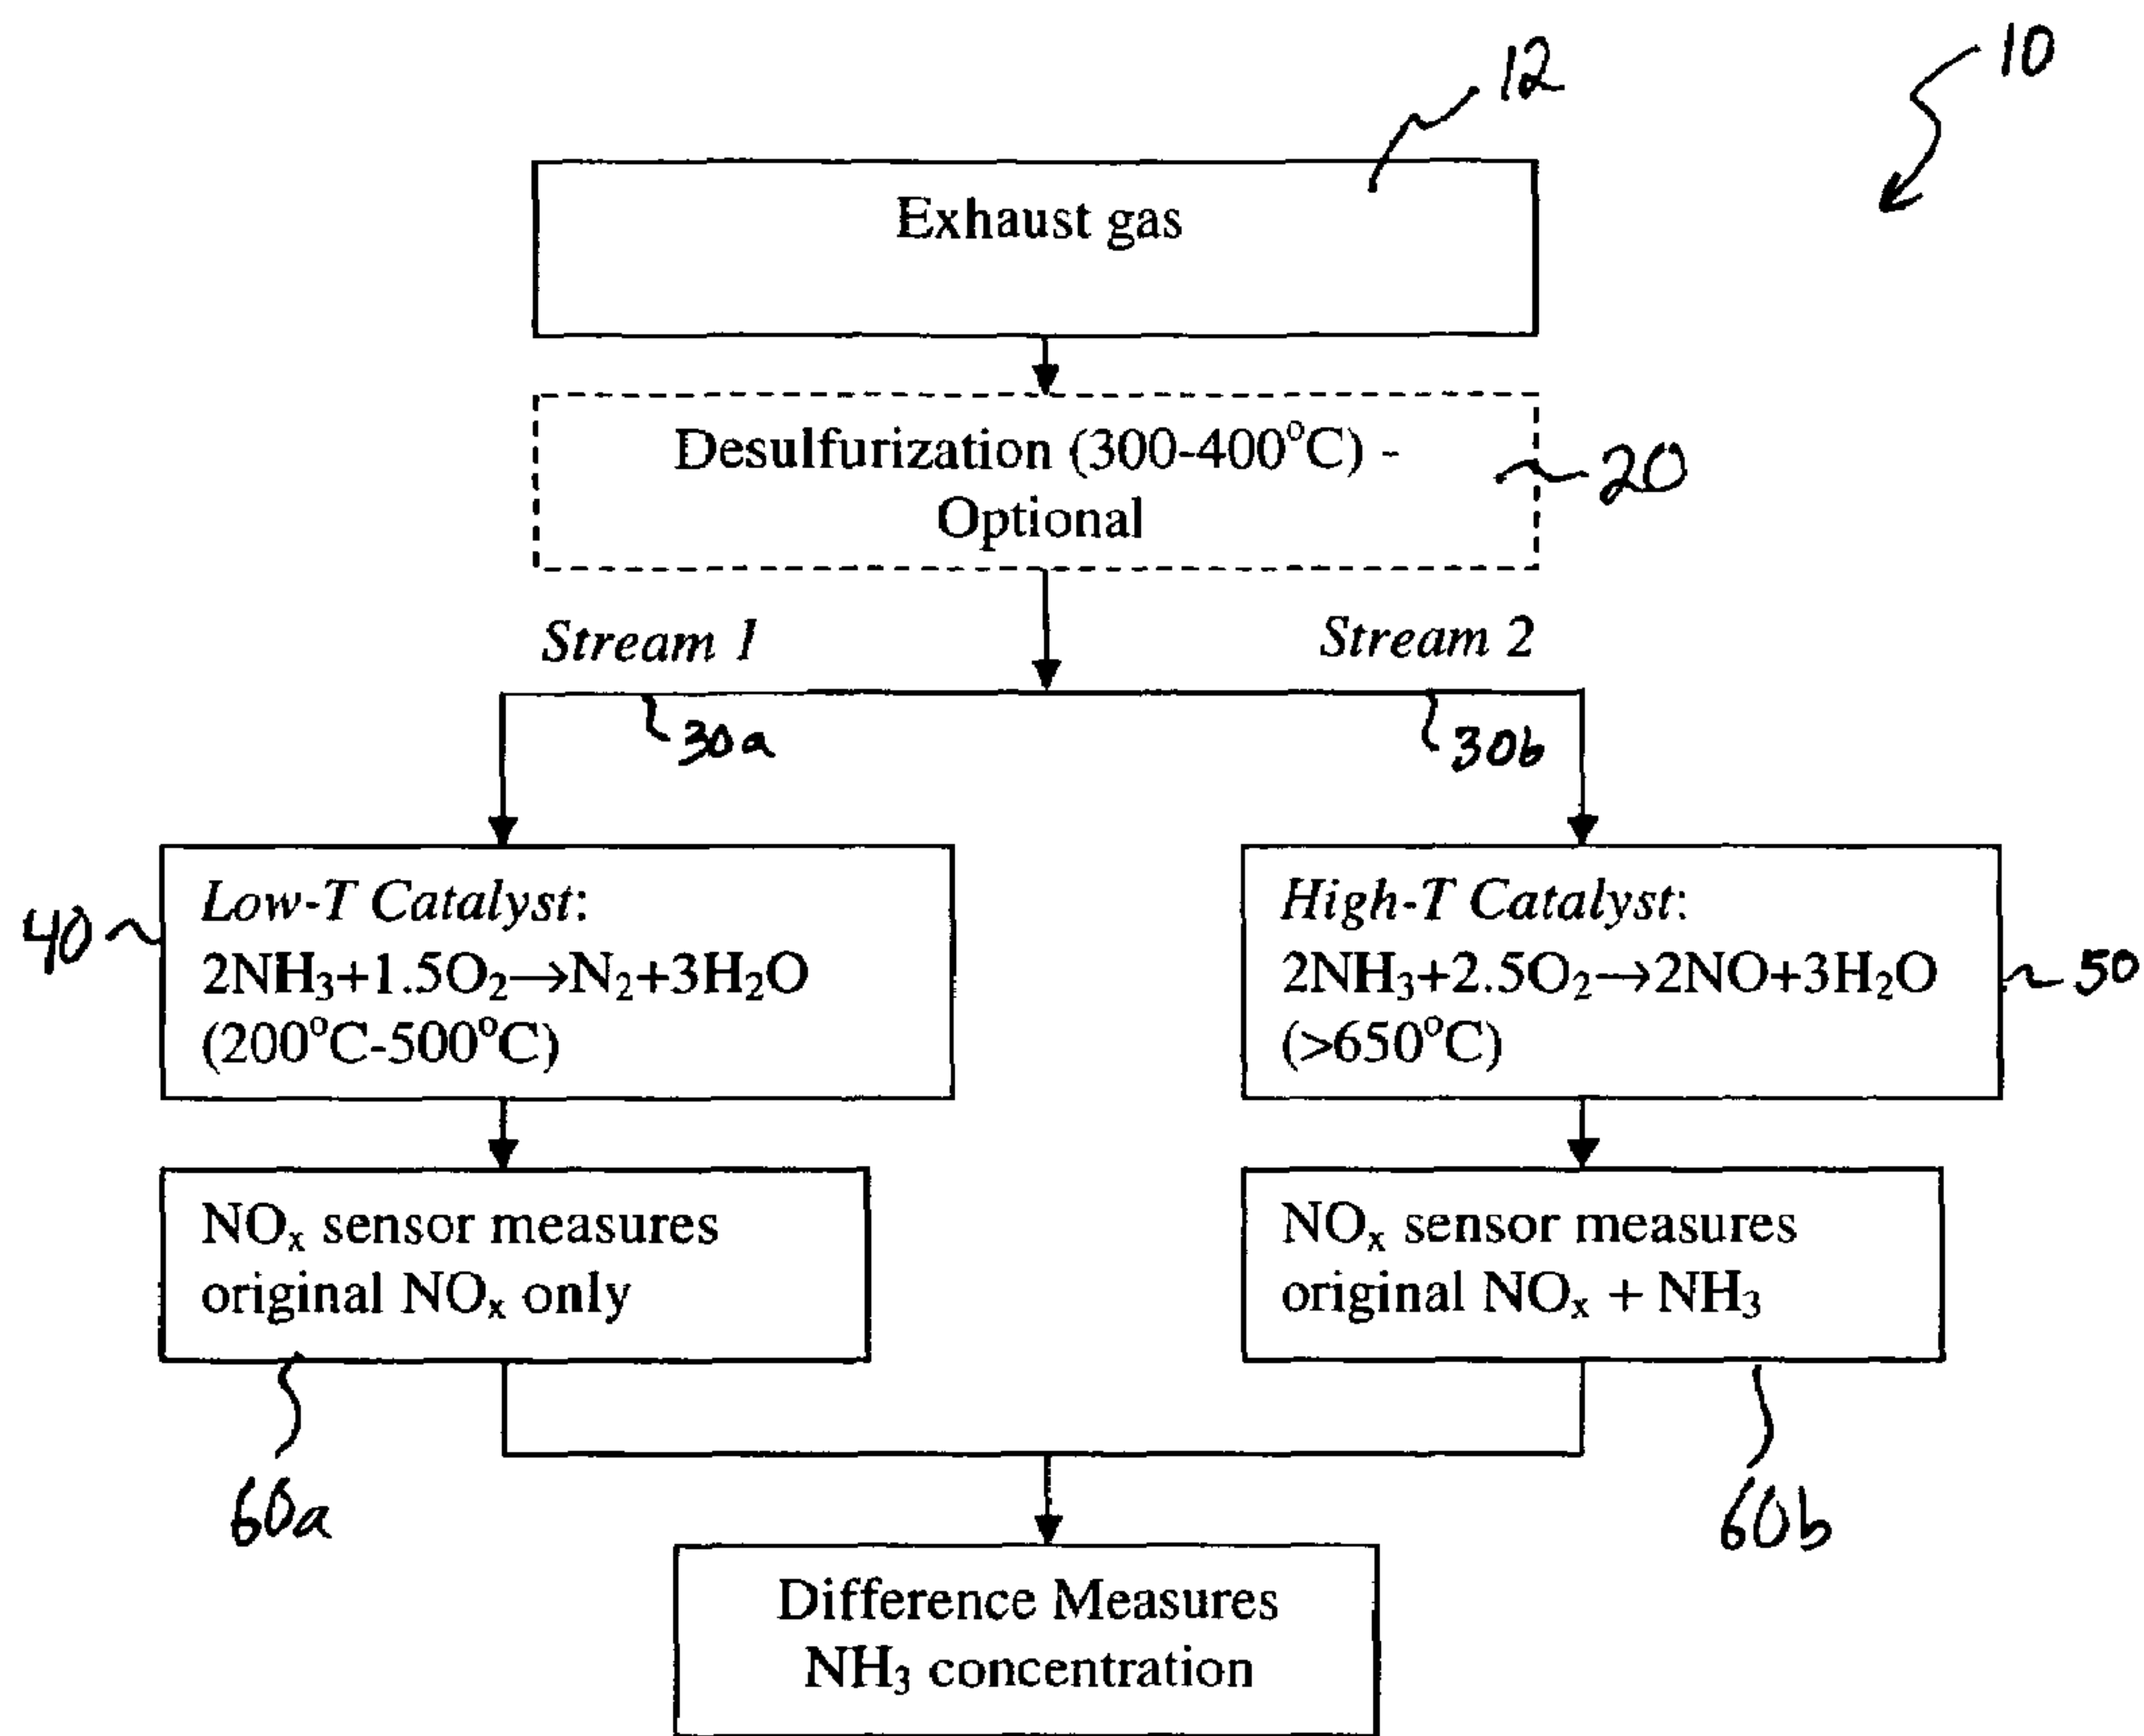 10
12
Exhaust gas
Desulfurization (300-400°C) -
Optional
20
Stream 1
Stream 2
30a
30b
Low-T Catalyst:
2NH₃+1.5O₂→N₂+3H₂O
(200°C-500°C)
40
High-T Catalyst:
2NH₃+2.5O₂→2NO+3H₂O
(>650°C)
50
NOₓ sensor measures
original NOₓ only
NOₓ sensor measures
original NOₓ + NH₃
60a
60b
Difference Measures
NH₃ concentration